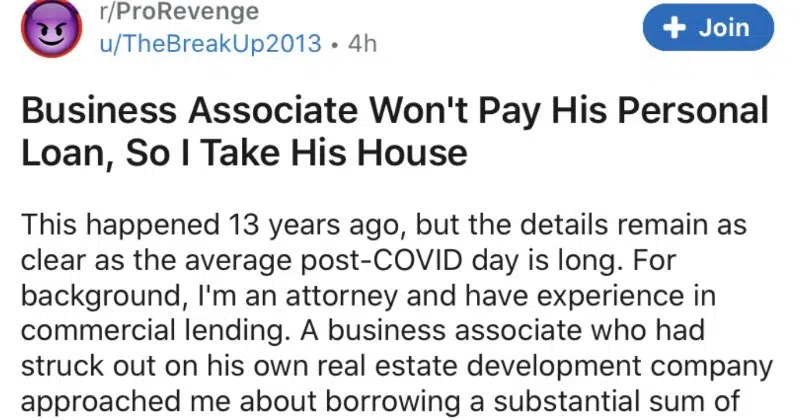 r/ProRevenge
u/TheBreakUp2013 • 4h
+ Join
Business Associate Won't Pay His Personal
Loan, So I Take His House
This happened 13 years ago, but the details remain as
clear as the average post-COVID day is long. For
background, I'm an attorney and have experience in
commercial lending. A business associate who had
struck out on his own real estate development company
approached me about borrowing a substantial sum of